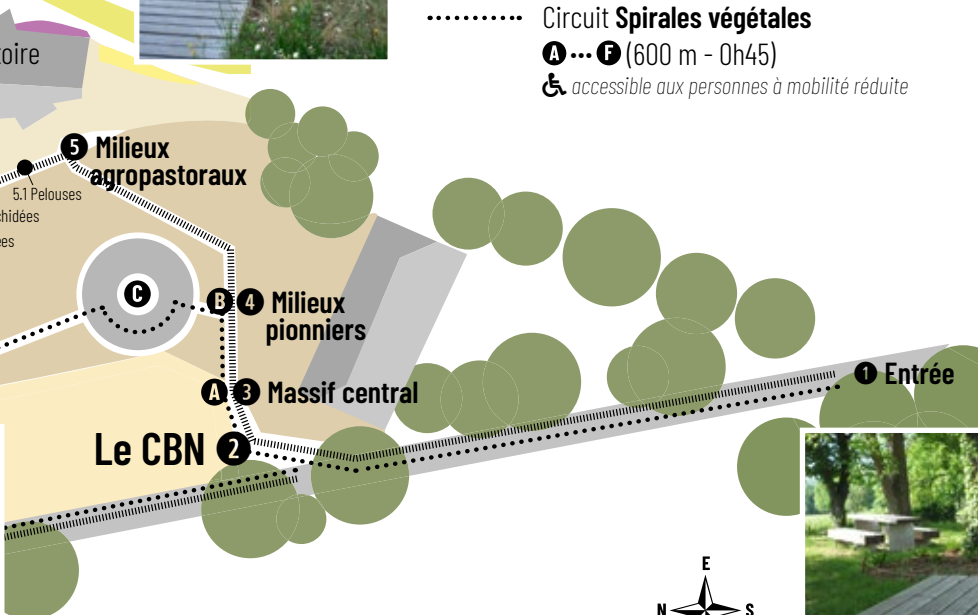 Circuit Spirales végétales
A ••• F (600 m - 0h45)
accessible aux personnes à mobilité réduite
5 Milieux
agropastoraux
5.1 Pelouses
C
B 4 Milieux
pionniers
A 3 Massif central
Le CBN 2
1 Entrée
E
N S